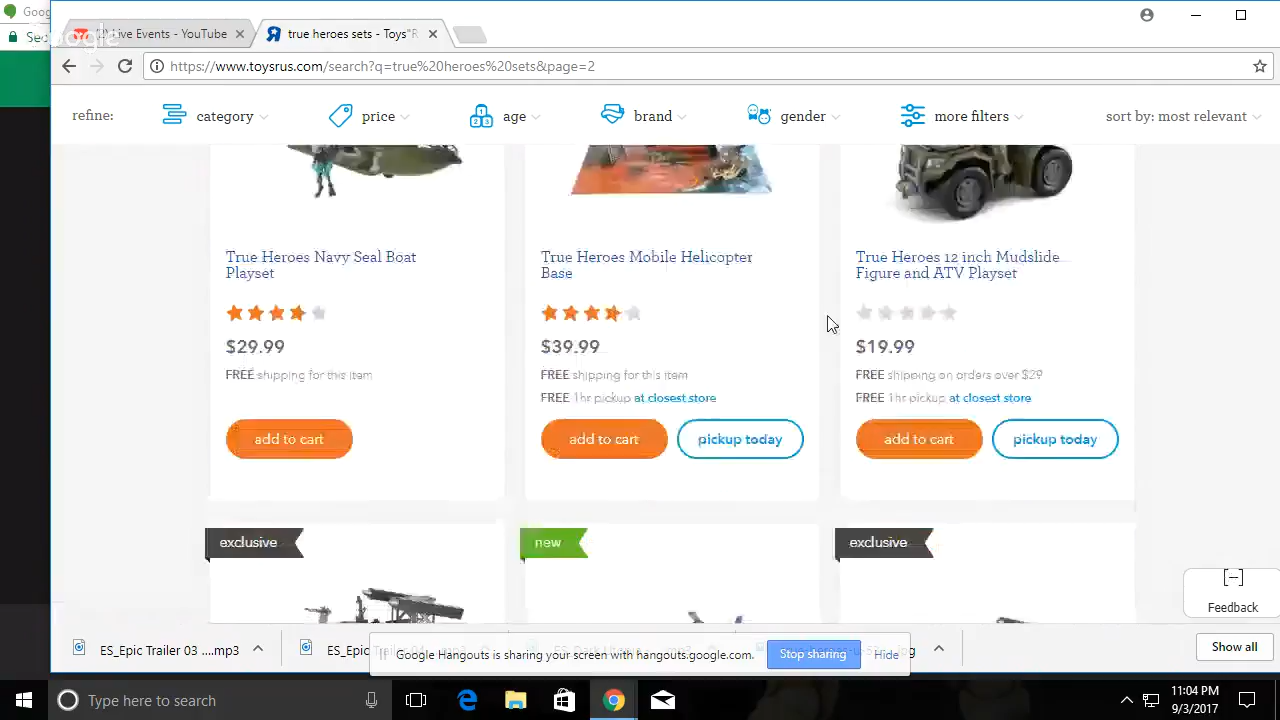 Goog
Live Events - YouTube
true heroes sets - Toys"R
Google
https://www.toysrus.com/search?q=true%20heroes%20sets&page=2
refine:
category
price
age
brand
gender
more filters
sort by: most relevant
True Heroes Navy Seal Boat
Playset
$29.99
FREE shipping for this item
add to cart
True Heroes Mobile Helicopter
Base
$39.99
FREE shipping for this item
FREE 1hr pickup at closest store
add to cart
pickup today
True Heroes 12 inch Mudslide
Figure and ATV Playset
$19.99
FREE shipping on orders over $29
FREE 1hr pickup at closest store
add to cart
pickup today
exclusive
new
exclusive
Feedback
ES_Epic Trailer 03 ....mp3
ES_Epi
Google Hangouts is sharing your screen with hangouts.google.com.
Stop sharing
Hide
Show all
Type here to search
11:04 PM
9/3/2017